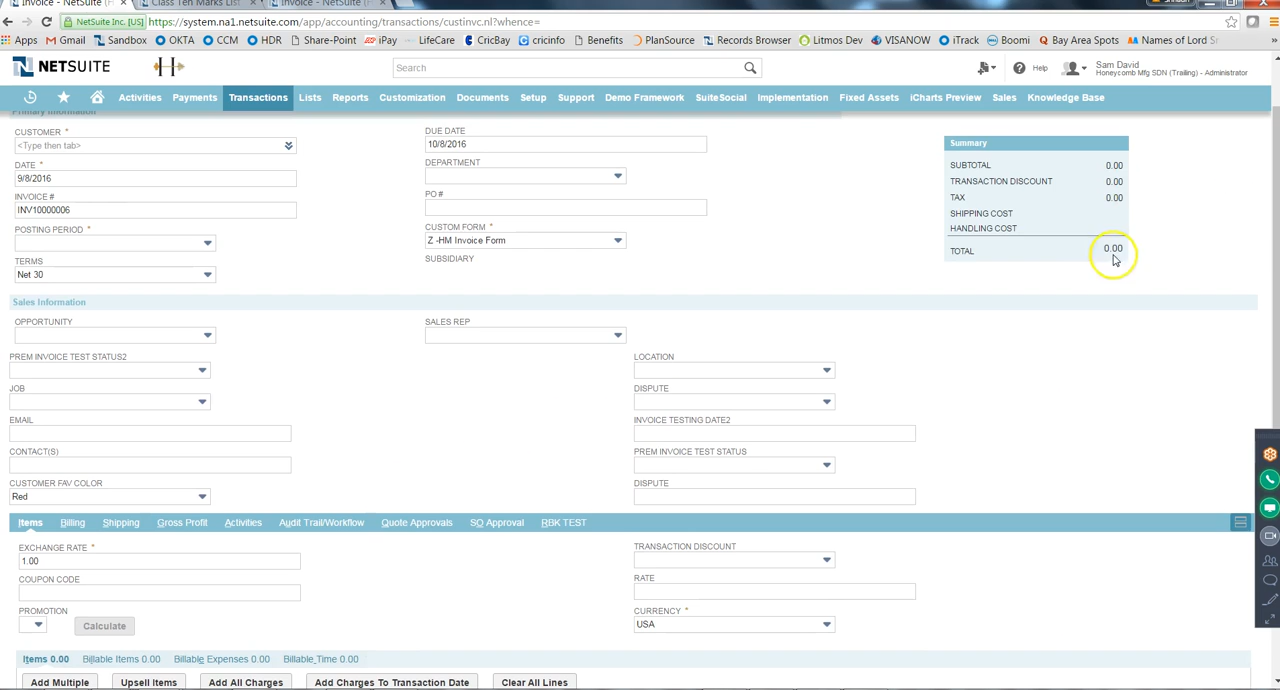 Invoice - NetSuite (F × Class Ten Marks List × Invoice - NetSuite ( ×
NetSuite Inc. [US] https://system.na1.netsuite.com/app/accounting/transactions/custinvc.nl?whence=
Apps Gmail Sandbox OKTA CCM HDR Share-Point iPay LifeCare CricBay Cricinfo Benefits PlanSource Records Browser Litmos Dev VISANOW iTrack Boomi Bay Area Spots Names of Lord Sr »
NETSUITE H Search Help Sam David
Honeycomb Mfg SDN (Trailing) - Administrator
Activities Payments Transactions Lists Reports Customization Documents Setup Support Demo Framework SuiteSocial Implementation Fixed Assets iCharts Preview Sales Knowledge Base
Primary Information
CUSTOMER * DUE DATE Summary
<Type then tab> 10/8/2016
DATE * DEPARTMENT SUBTOTAL 0.00
9/8/2016 TRANSACTION DISCOUNT 0.00
INVOICE # PO # TAX 0.00
INV10000006 SHIPPING COST
POSTING PERIOD * CUSTOM FORM * HANDLING COST
Z -HM Invoice Form
TERMS SUBSIDIARY TOTAL 0.00
Net 30
Sales Information
OPPORTUNITY SALES REP
PREM INVOICE TEST STATUS2 LOCATION
JOB DISPUTE
EMAIL INVOICE TESTING DATE2
CONTACT(S) PREM INVOICE TEST STATUS
CUSTOMER FAV COLOR DISPUTE
Red
Items Billing Shipping Gross Profit Activities Audit Trail/Workflow Quote Approvals SO Approval RBK TEST
EXCHANGE RATE * TRANSACTION DISCOUNT
1.00
COUPON CODE RATE
PROMOTION CURRENCY *
Calculate USA
Items 0.00 Billable Items 0.00 Billable Expenses 0.00 Billable Time 0.00
Add Multiple Upsell Items Add All Charges Add Charges To Transaction Date Clear All Lines